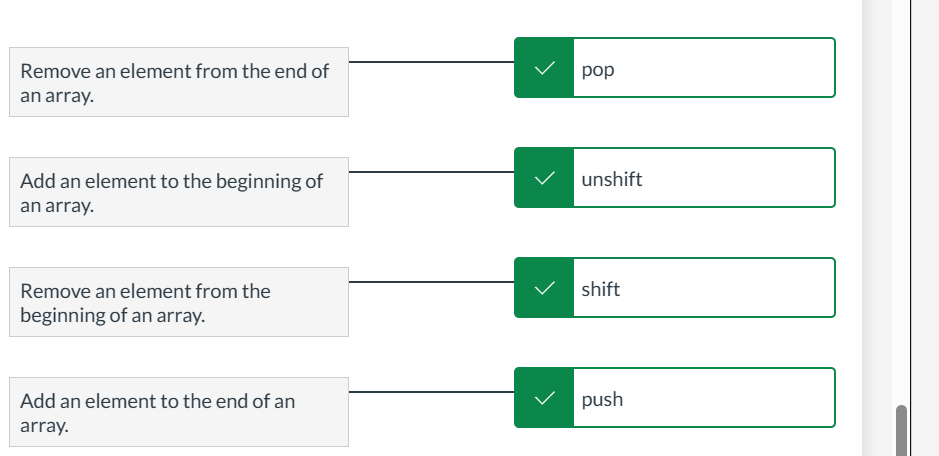 Remove an element from the end of
an array.
pop
Add an element to the beginning of
an array.
unshift
Remove an element from the
beginning of an array.
shift
Add an element to the end of an
array.
push